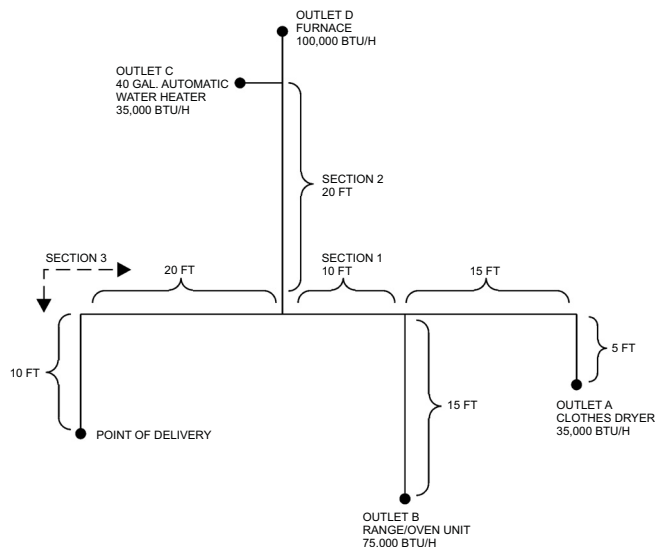 OUTLET D
FURNACE
100,000 BTU/H
OUTLET C
40 GAL. AUTOMATIC
WATER HEATER
35,000 BTU/H
SECTION 2
20 FT
SECTION 3
20 FT
SECTION 1
10 FT
15 FT
10 FT
5 FT
15 FT
POINT OF DELIVERY
OUTLET A
CLOTHES DRYER
35,000 BTU/H
OUTLET B
RANGE/OVEN UNIT
75,000 BTU/H